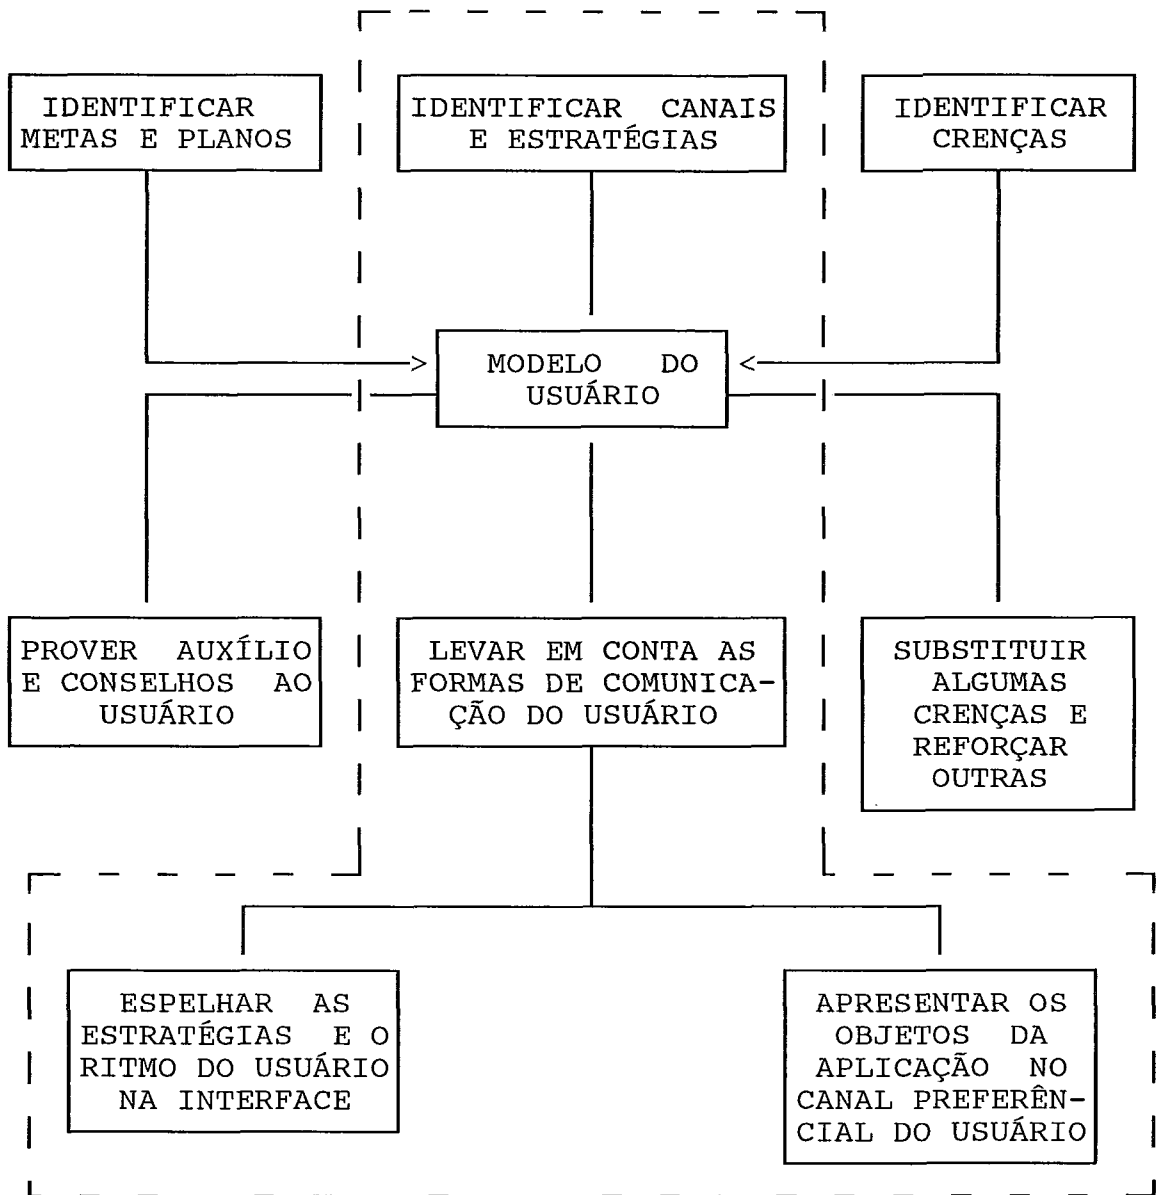 IDENTIFICAR
METAS E PLANOS
IDENTIFICAR CANAIS
E ESTRATÉGIAS
IDENTIFICAR
CRENÇAS
MODELO DO
USUÁRIO
PROVER AUXÍLIO
E CONSELHOS AO
USUÁRIO
LEVAR EM CONTA AS
FORMAS DE COMUNICA-
ÇÃO DO USUÁRIO
SUBSTITUIR
ALGUMAS
CRENÇAS E
REFORÇAR
OUTRAS
ESPELHAR AS
ESTRATÉGIAS E O
RITMO DO USUÁRIO
NA INTERFACE
APRESENTAR OS
OBJETOS DA
APLICAÇÃO NO
CANAL PREFERÊN-
CIAL DO USUÁRIO